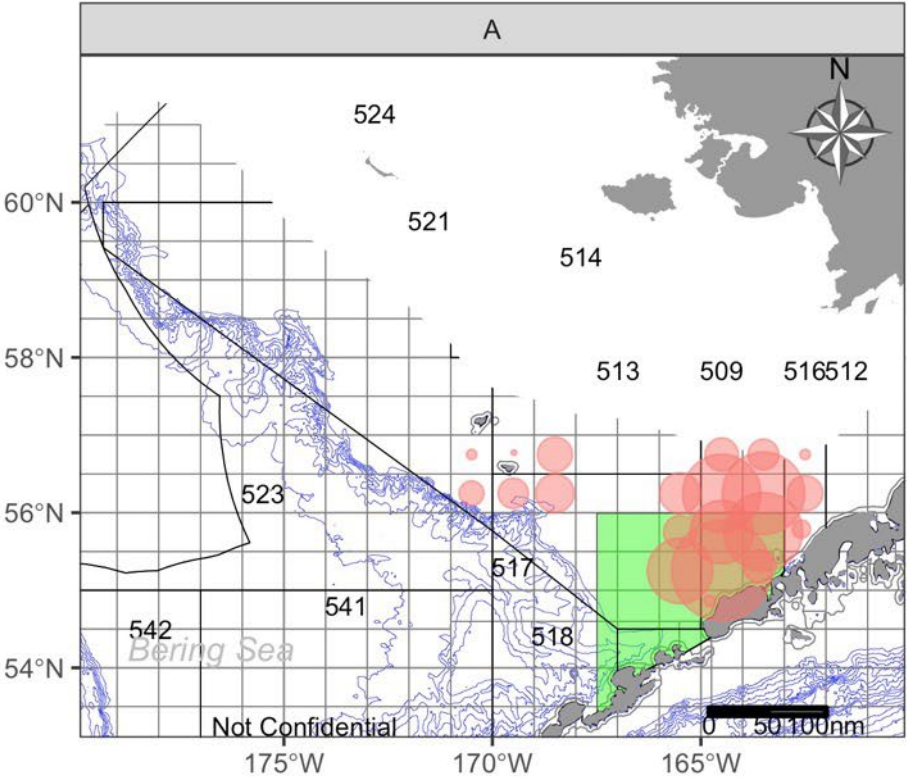 A
N
524
60°N
521
514
58°N
513 509 516512
523
56°N
517
541
542
518
Bering Sea
54°N
Not Confidential
0 50100nm
175°W 170°W 165°W